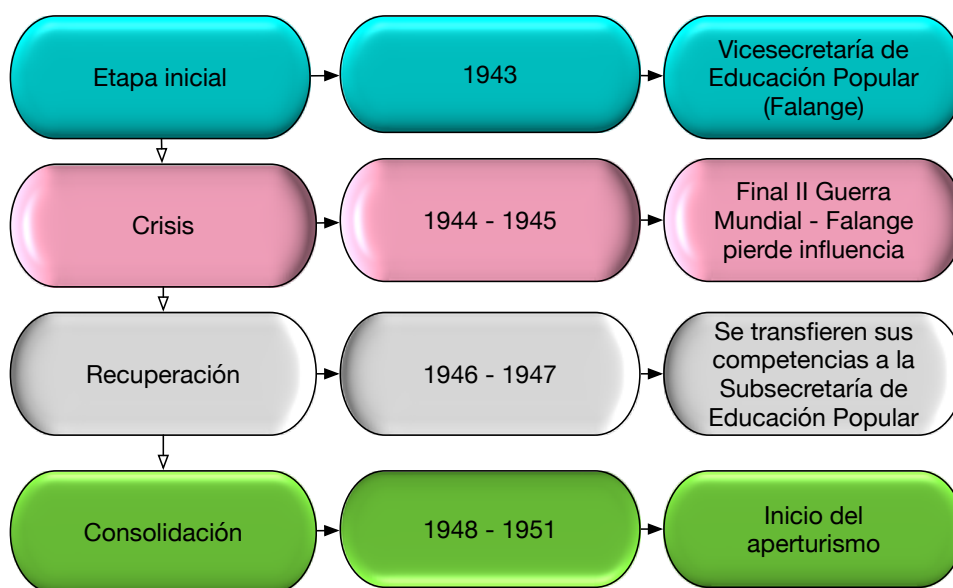 Etapa inicial
1943
Vicesecretaría de
Educación Popular
(Falange)
Crisis
1944 - 1945
Final II Guerra
Mundial - Falange
pierde influencia
Recuperación
1946 - 1947
Se transfieren sus
competencias a la
Subsecretaría de
Educación Popular
Consolidación
1948 - 1951
Inicio del
aperturismo